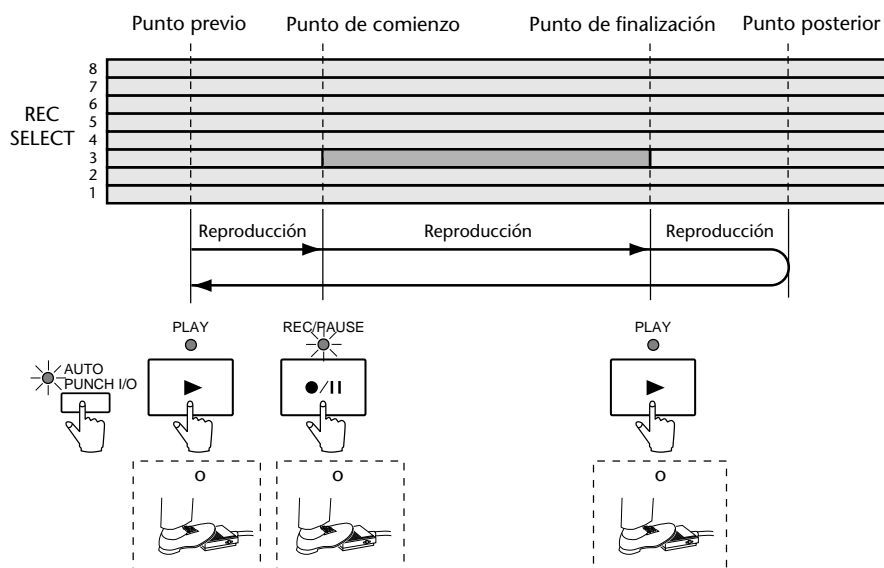 Punto previo Punto de comienzo Punto de finalización Punto posterior
REC
SELECT
8
7
6
5
4
3
2
1
Reproducción Reproducción Reproducción
PLAY REC/PAUSE PLAY
AUTO
PUNCH I/O
o o o